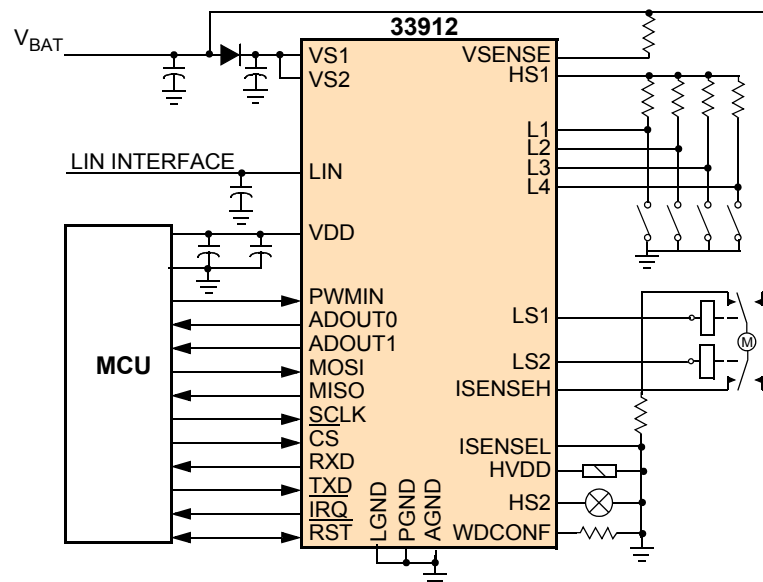 33912
V_BAT
VS1
VS2
VSENSE
HS1
L1
L2
L3
L4
LIN INTERFACE
LIN
VDD
MCU
PWMIN
ADOUT0
ADOUT1
MOSI
MISO
SCLK
CS
RXD
TXD
IRQ
RST
LS1
LS2
M
ISENSEH
ISENSEL
HVDD
HS2
WDCONF
LGND
PGND
AGND